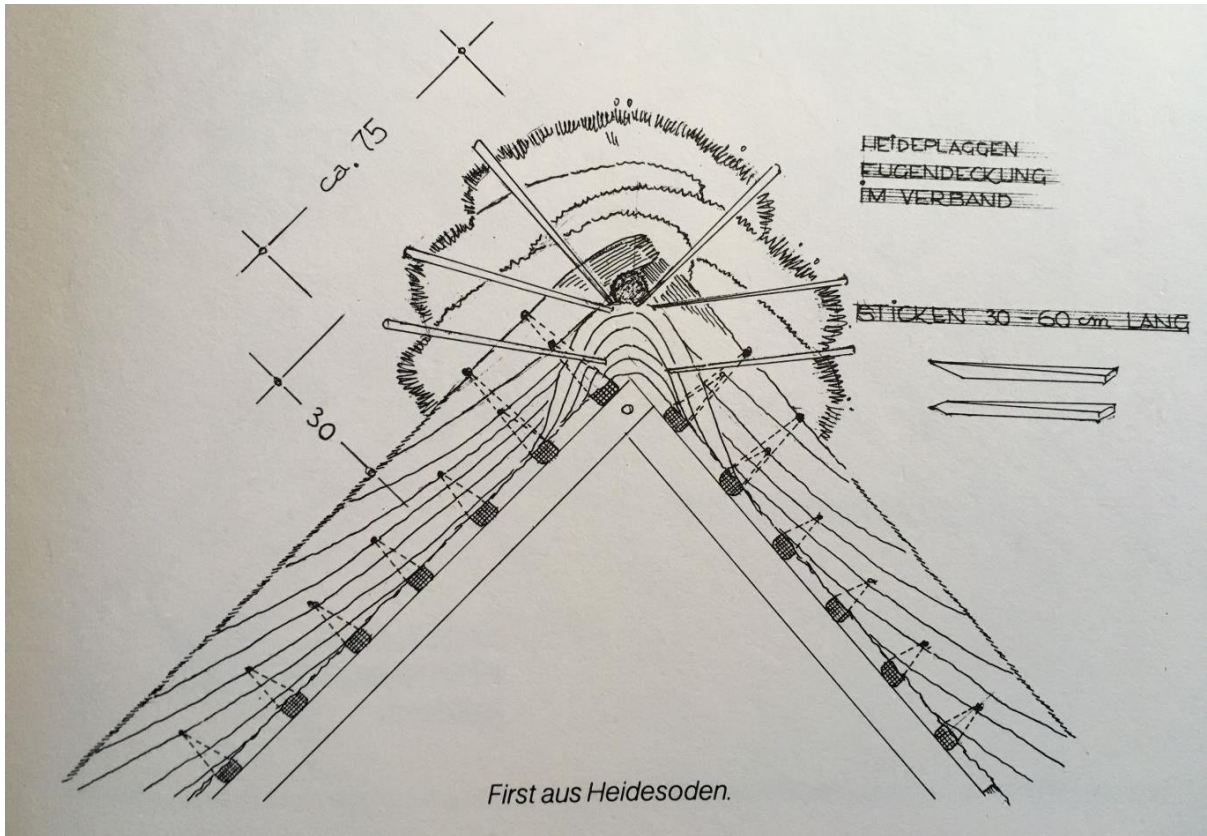 ca. 75
30
HEIDEPLAGGEN
FUGENDECKUNG
IM VERBAND
STICKEN 30-60 cm LANG
First aus Heidesoden.